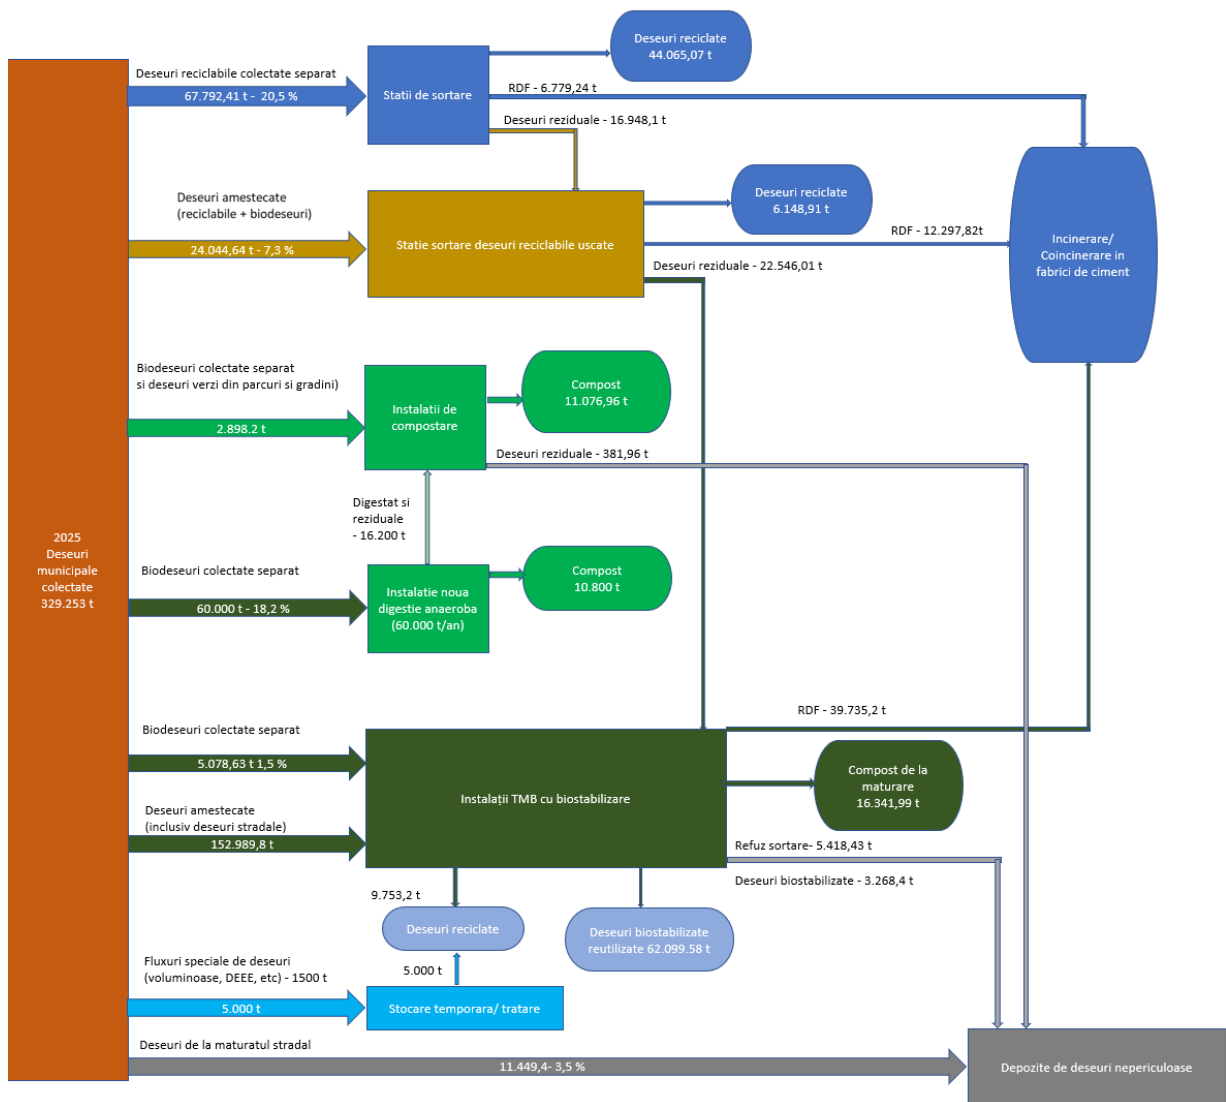 2025
Deseuri
municipale
colectate
329.253 t
Deseuri reciclabile colectate separat
67.792,41 t - 20,5 %
Statii de sortare
Deseuri reciclate
44.065,07 t
RDF - 6.779,24 t
Deseuri reziduale - 16.948,1 t
Deseuri amestecate
(reciclabile + biodeseuri)
24.044,64 t - 7,3 %
Statie sortare deseuri reciclabile uscate
Deseuri reciclate
6.148,91 t
RDF - 12.297,82t
Deseuri reziduale - 22.546,01 t
Incinerare/
Coincinerare in
fabrici de ciment
Biodeseuri colectate separat
si deseuri verzi din parcuri si gradini)
2.898.2 t
Instalatii de
compostare
Compost
11.076,96 t
Deseuri reziduale - 381,96 t
Digestat si
reziduale
- 16.200 t
Biodeseuri colectate separat
60.000 t - 18,2 %
Instalatie noua
digestie anaeroba
(60.000 t/an)
Compost
10.800 t
Biodeseuri colectate separat
5.078,63 t 1,5 %
Deseuri amestecate
(inclusiv deseuri stradale)
152.989,8 t
Instalații TMB cu biostabilizare
RDF - 39.735,2 t
Compost de la
maturare
16.341,99 t
Refuz sortare- 5.418,43 t
Deseuri biostabilizate - 3.268,4 t
9.753,2 t
Deseuri reciclate
Deseuri biostabilizate
reutilizate 62.099.58 t
Fluxuri speciale de deseuri
(voluminoase, DEEE, etc) - 1500 t
5.000 t
5.000 t
Stocare temporara/ tratare
Deseuri de la maturatul stradal
11.449,4- 3,5 %
Depozite de deseuri nepericuloase